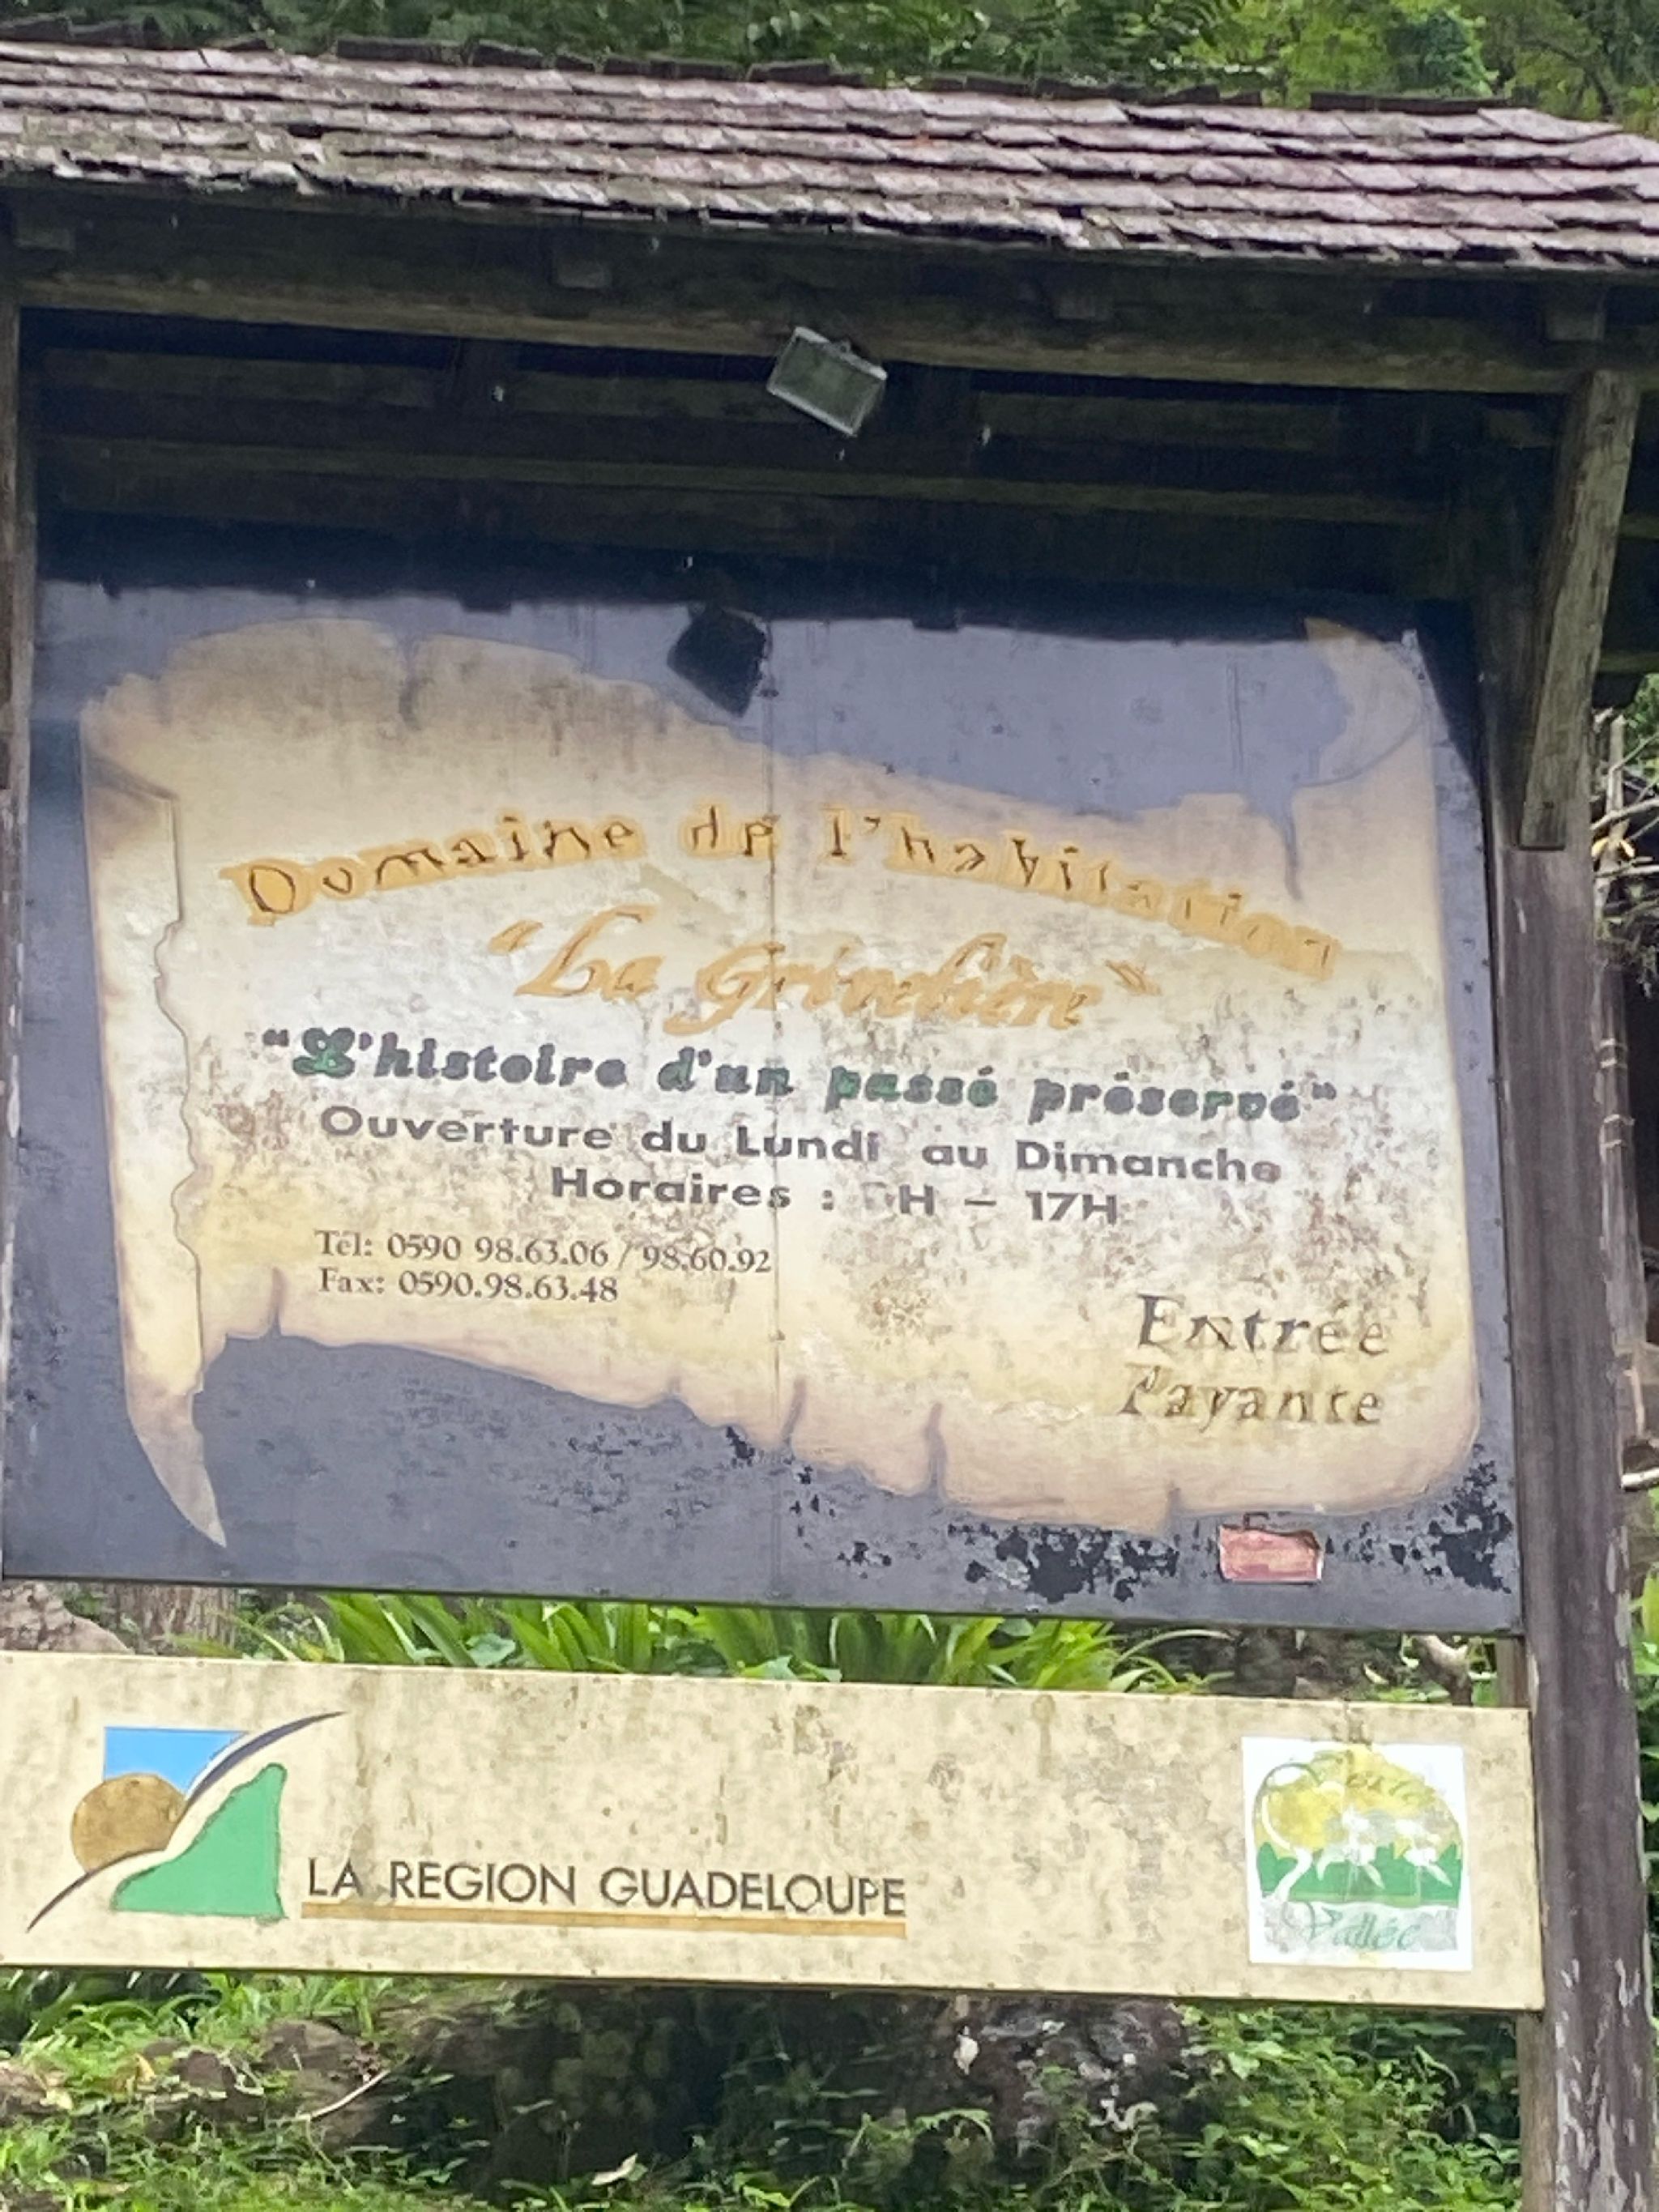 Domaine de l'habitation
"La Grivelière"
"L'histoire d'un passé préservé"
Ouverture du Lundi au Dimanche
Horaires : H – 17H
Tél: 0590 98.63.06 / 98.60.92
Fax: 0590.98.63.48
Entrée
Payante
LA REGION GUADELOUPE
Vallée